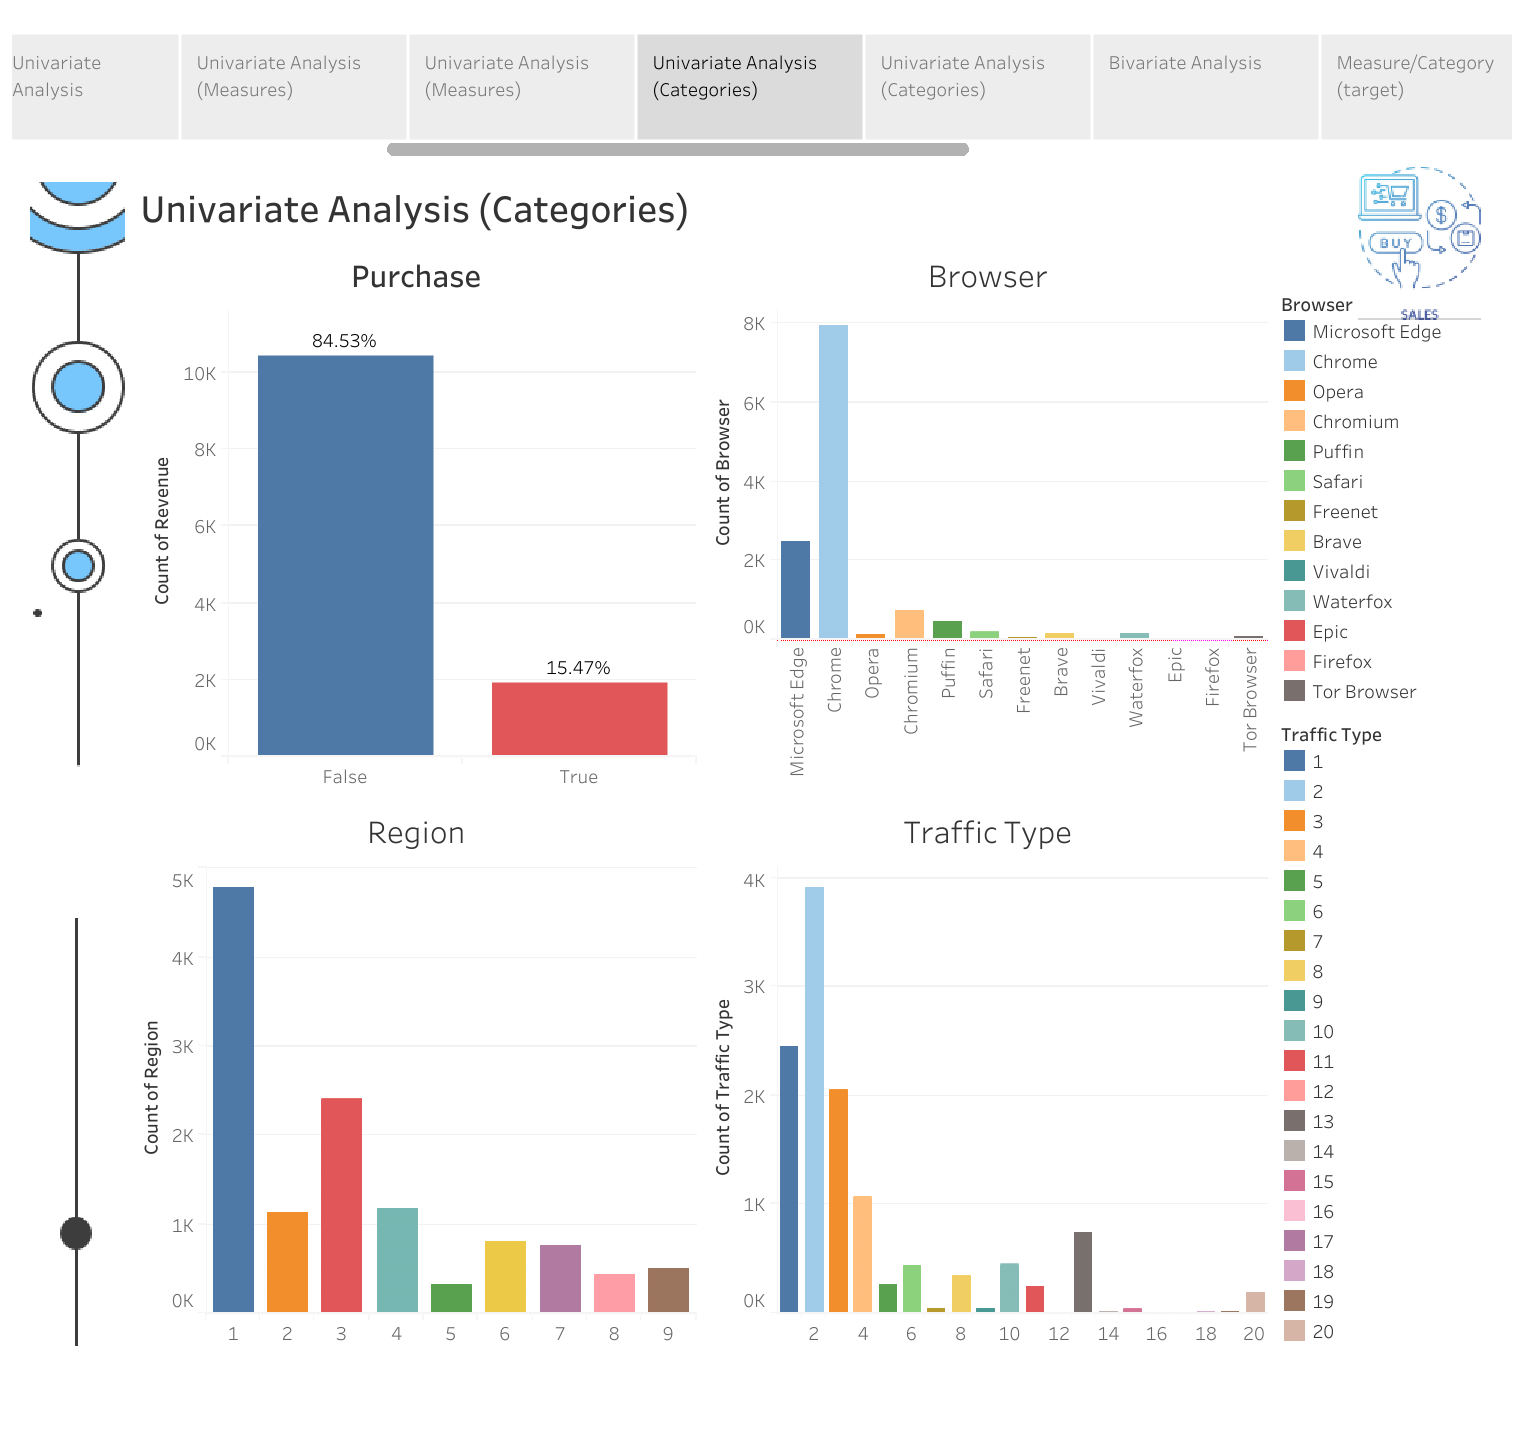 Univariate
Analysis
Univariate Analysis
(Measures)
Univariate Analysis
(Measures)
Univariate Analysis
(Categories)
Univariate Analysis
(Categories)
Bivariate Analysis
Measure/Category
(target)
Univariate Analysis (Categories)
$
BUY
SALES
Purchase
Count of Revenue
10K
8K
6K
4K
2K
0K
84.53%
15.47%
False
True
Browser
Count of Browser
8K
6K
4K
2K
0K
Microsoft Edge
Chrome
Opera
Chromium
Puffin
Safari
Freenet
Brave
Vivaldi
Waterfox
Epic
Firefox
Tor Browser
Browser
Microsoft Edge
Chrome
Opera
Chromium
Puffin
Safari
Freenet
Brave
Vivaldi
Waterfox
Epic
Firefox
Tor Browser
Traffic Type
1
2
3
4
5
6
7
8
9
10
11
12
13
14
15
16
17
18
19
20
Region
Count of Region
5K
4K
3K
2K
1K
0K
1 2 3 4 5 6 7 8 9
Traffic Type
Count of Traffic Type
4K
3K
2K
1K
0K
2 4 6 8 10 12 14 16 18 20